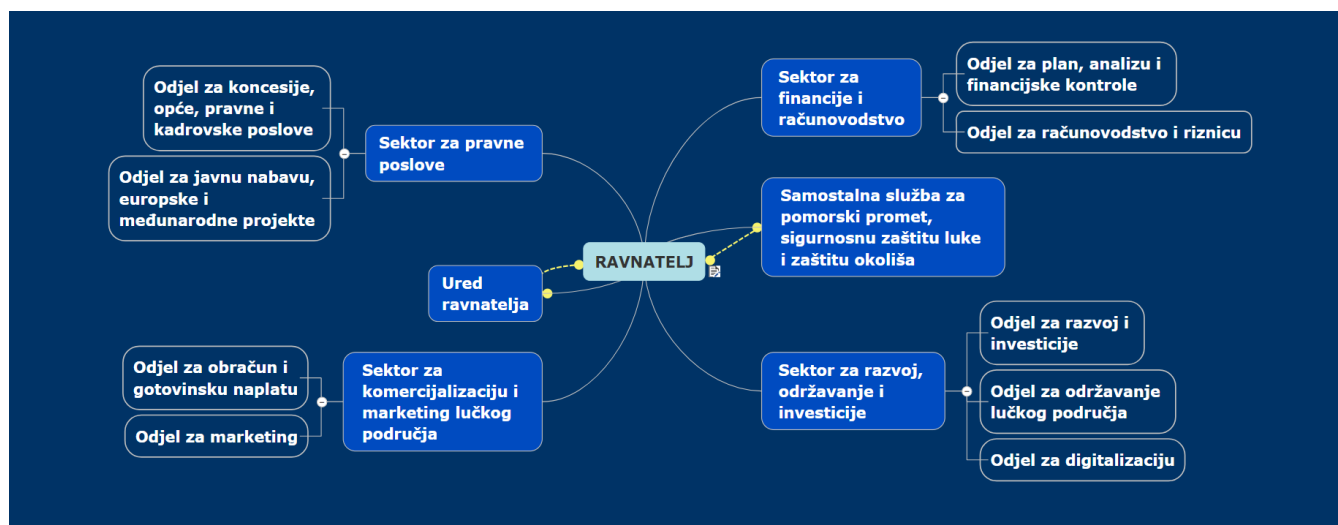 Odjel za koncesije,
opće, pravne i
kadrovske poslove
Odjel za javnu nabavu,
europske i
međunarodne projekte
Sektor za pravne
poslove
Ured
ravnatelja
Odjel za obračun i
gotovinsku naplatu
Odjel za marketing
Sektor za
komercijalizaciju i
marketing lučkog
područja
RAVNATELJ
Sektor za
financije i
računovodstvo
Odjel za plan, analizu i
financijske kontrole
Odjel za računovodstvo i riznicu
Samostalna služba za
pomorski promet,
sigurnosnu zaštitu luke
i zaštitu okoliša
Sektor za razvoj,
održavanje i
investicije
Odjel za razvoj i
investicije
Odjel za održavanje
lučkog područja
Odjel za digitalizaciju